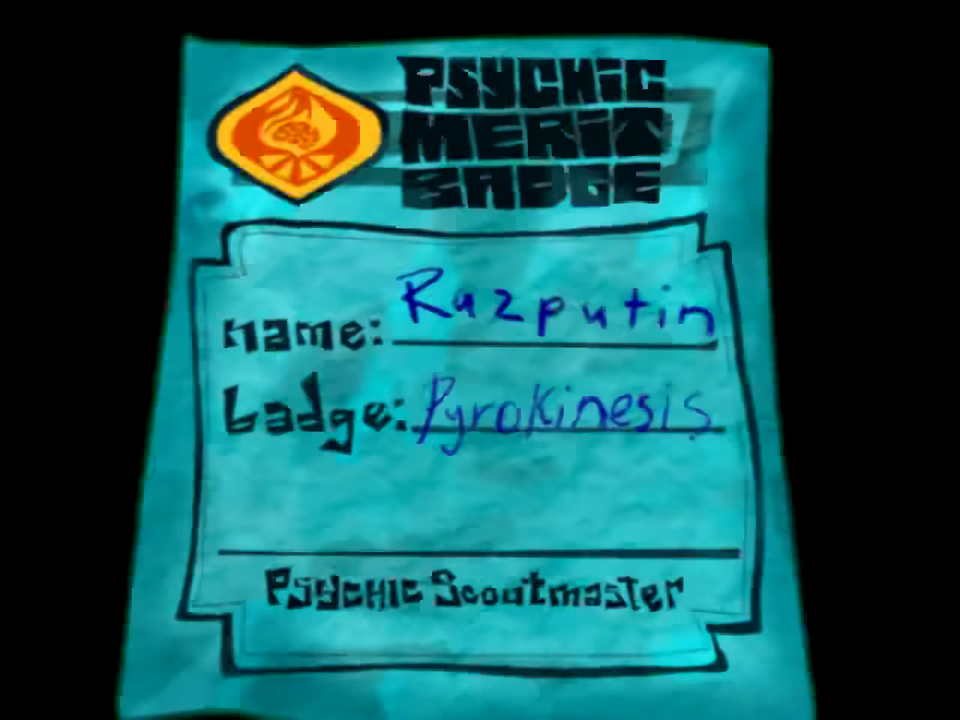 PSYCHiC
MERiT
BADGE
name: Razputin
badge: Pyrokinesis
PSYCHIC Scoutmaster